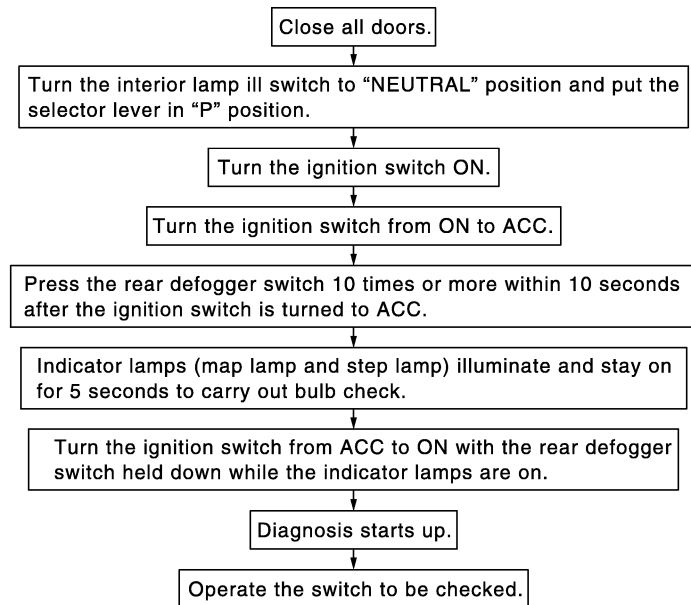 Close all doors.
Turn the interior lamp ill switch to “NEUTRAL” position and put the
selector lever in “P” position.
Turn the ignition switch ON.
Turn the ignition switch from ON to ACC.
Press the rear defogger switch 10 times or more within 10 seconds
after the ignition switch is turned to ACC.
Indicator lamps (map lamp and step lamp) illuminate and stay on
for 5 seconds to carry out bulb check.
Turn the ignition switch from ACC to ON with the rear defogger
switch held down while the indicator lamps are on.
Diagnosis starts up.
Operate the switch to be checked.